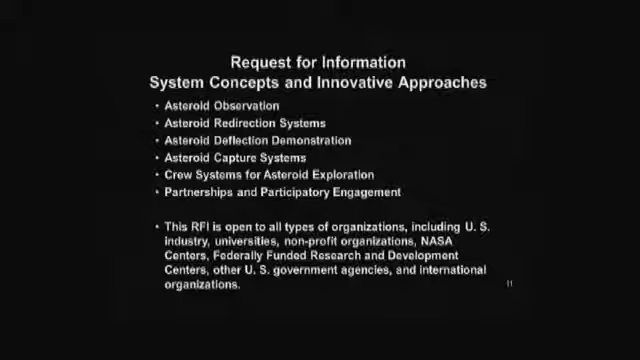 Request for Information
System Concepts and Innovative Approaches
• Asteroid Observation
• Asteroid Redirection Systems
• Asteroid Deflection Demonstration
• Asteroid Capture Systems
• Crew Systems for Asteroid Exploration
• Partnerships and Participatory Engagement
• This RFI is open to all types of organizations, including U. S.
industry, universities, non-profit organizations, NASA
Centers, Federally Funded Research and Development
Centers, other U. S. government agencies, and international
organizations.
11